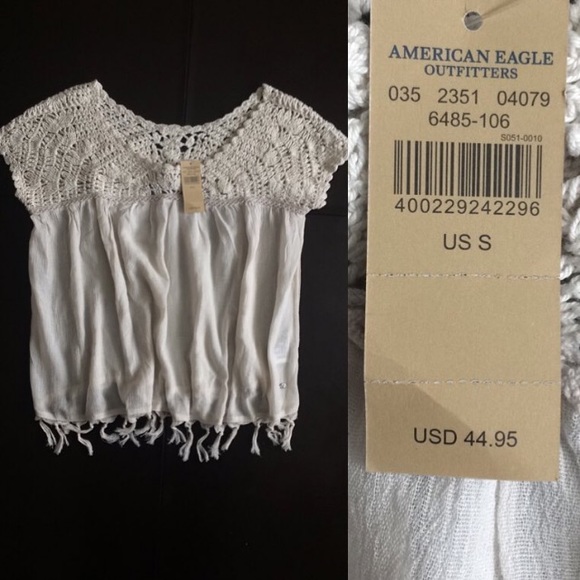 AMERICAN EAGLE
OUTFITTERS
035 2351 04079
6485-106
S051-0010
400229242296
US S
USD 44.95